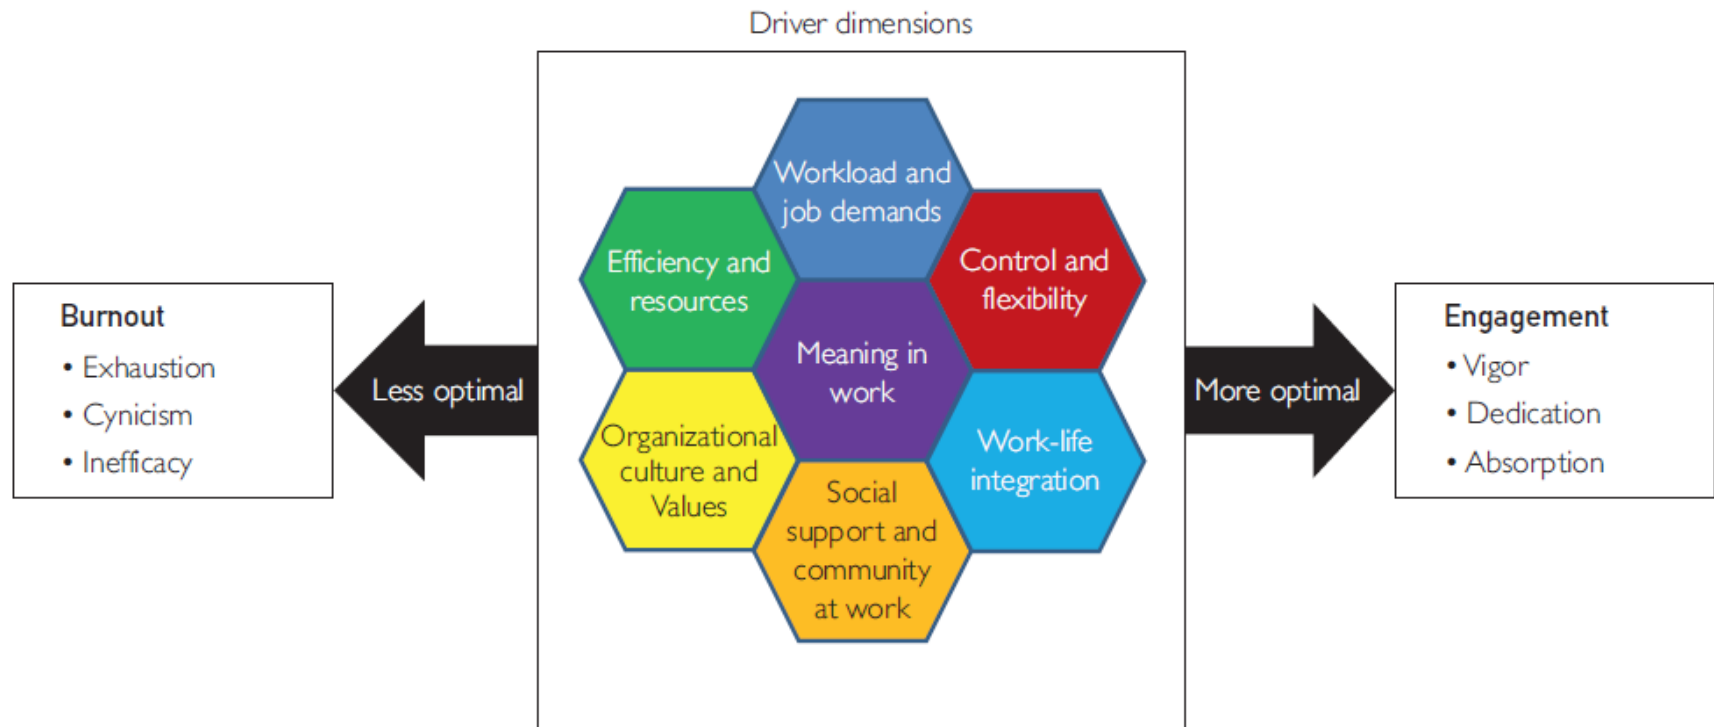 Driver dimensions
Workload and
job demands
Efficiency and
resources
Control and
flexibility
Meaning in
work
Organizational
culture and
Values
Work-life
integration
Social
support and
community
at work
Burnout
• Exhaustion
• Cynicism
• Inefficacy
Less optimal
More optimal
Engagement
• Vigor
• Dedication
• Absorption